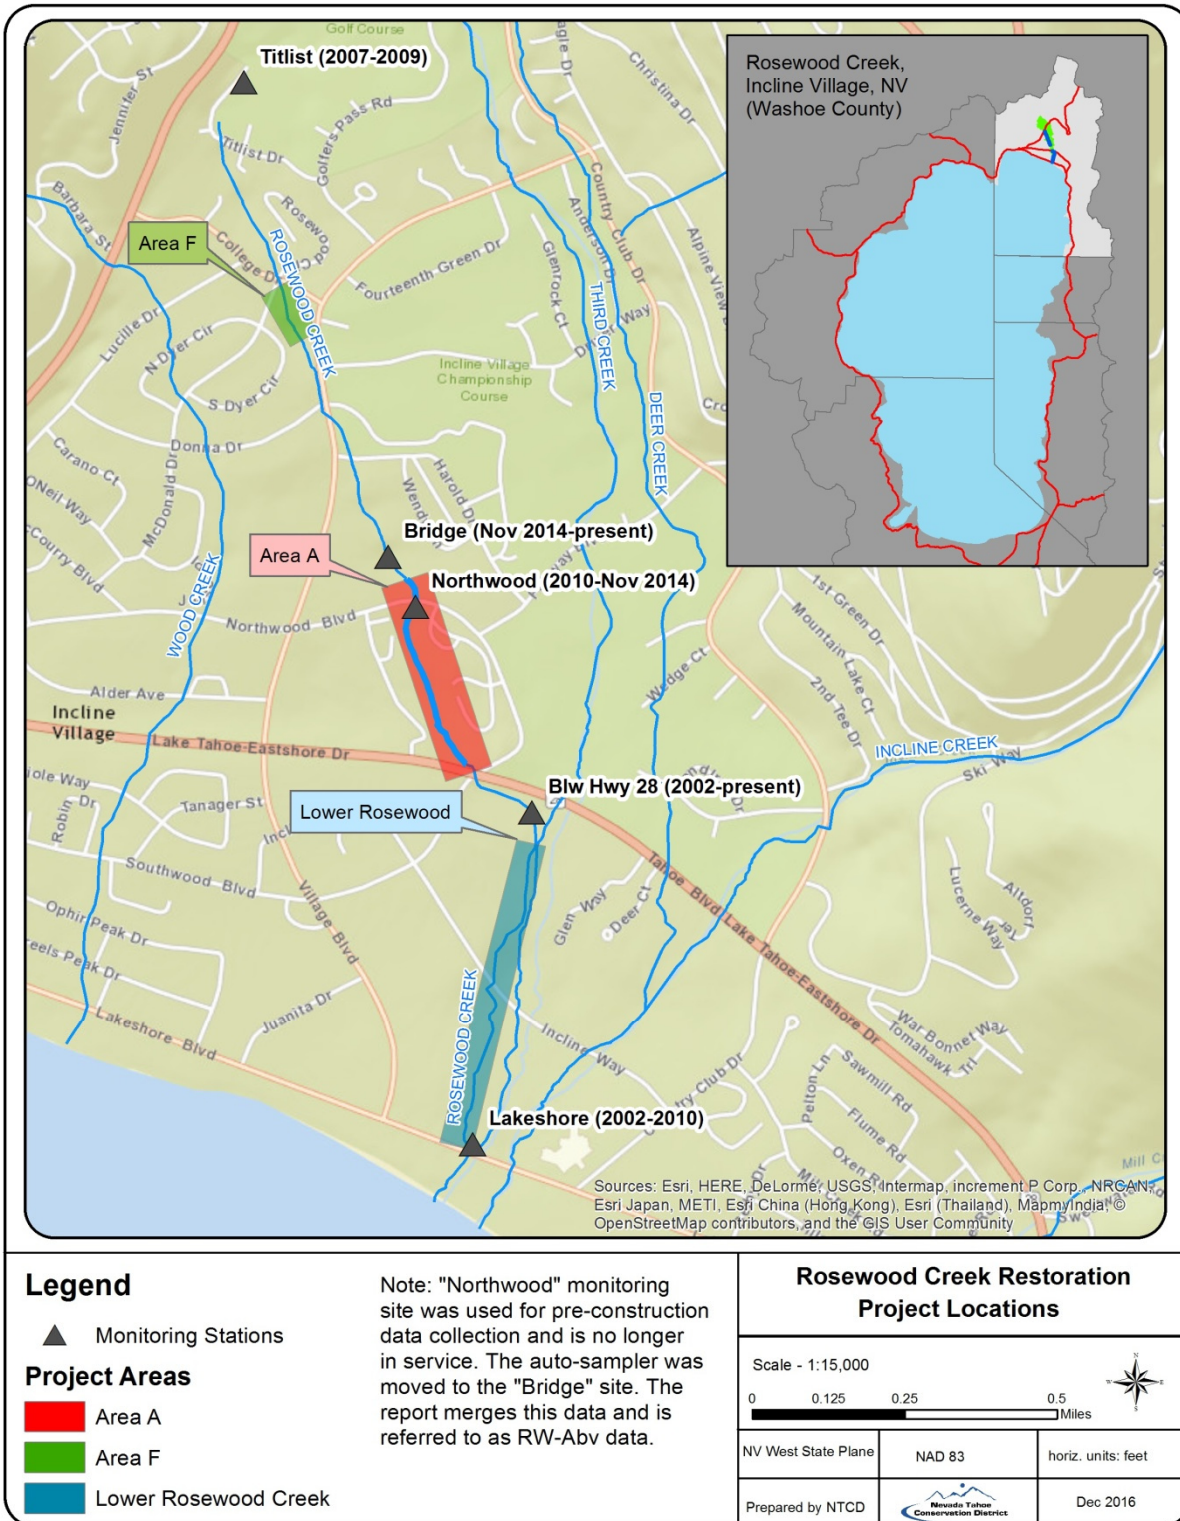 Golf Course
Titlist (2007-2009)
Jennifer St
Titlist Dr
Golfers Pass Rd
Christina Dr
Barbara St
Area F
College Dr
ROSEWOOD CREEK
Fourteenth Green Dr
Country Club Dr
Anderson Dr
Glenrock Ct
Alpine View
Lucille Dr
N Dyer Cir
S Dyer Cir
THIRD CREEK
Incline Village
Championship
Course
DEER CREEK
Donna Dr
Carano Ct
McDonald Dr
Harold Dr
Bridge (Nov 2014-present)
Area A
Northwood (2010-Nov 2014)
WOOD CREEK
Northwood Blvd
Alder Ave
Incline
Village
Lake Tahoe-Eastshore Dr
Wedge Ct
1st Green Dr
Mountain Lake Ct
2nd Tee Dr
INCLINE CREEK
Ski Way
Blw Hwy 28 (2002-present)
Lower Rosewood
Robin Dr
Tanager St
Southwood Blvd
Village Blvd
Ophir Peak Dr
Juanita Dr
Lakeshore Blvd
ROSEWOOD CREEK
Glen Way
Deer Ct
Tahoe Blvd
Lake Tahoe-Eastshore Dr
Lucerne Way
Incline Way
War Bonnet Way
Tomahawk Trl
Pelton Ln
Sawmill Rd
Flume Rd
Lakeshore (2002-2010)
Rosewood Creek,
Incline Village, NV
(Washoe County)
Sources: Esri, HERE, DeLorme, USGS, Intermap, increment P Corp., NRCAN,
Esri Japan, METI, Esri China (Hong Kong), Esri (Thailand), MapmyIndia, ©
OpenStreetMap contributors, and the GIS User Community
Legend
Monitoring Stations
Project Areas
Area A
Area F
Lower Rosewood Creek
Note: "Northwood" monitoring
site was used for pre-construction
data collection and is no longer
in service. The auto-sampler was
moved to the "Bridge" site. The
report merges this data and is
referred to as RW-Abv data.
Rosewood Creek Restoration
Project Locations
Scale - 1:15,000
0 0.125 0.25 0.5
Miles
N
W E
S
NV West State Plane
NAD 83
horiz. units: feet
Prepared by NTCD
Nevada Tahoe
Conservation District
Dec 2016